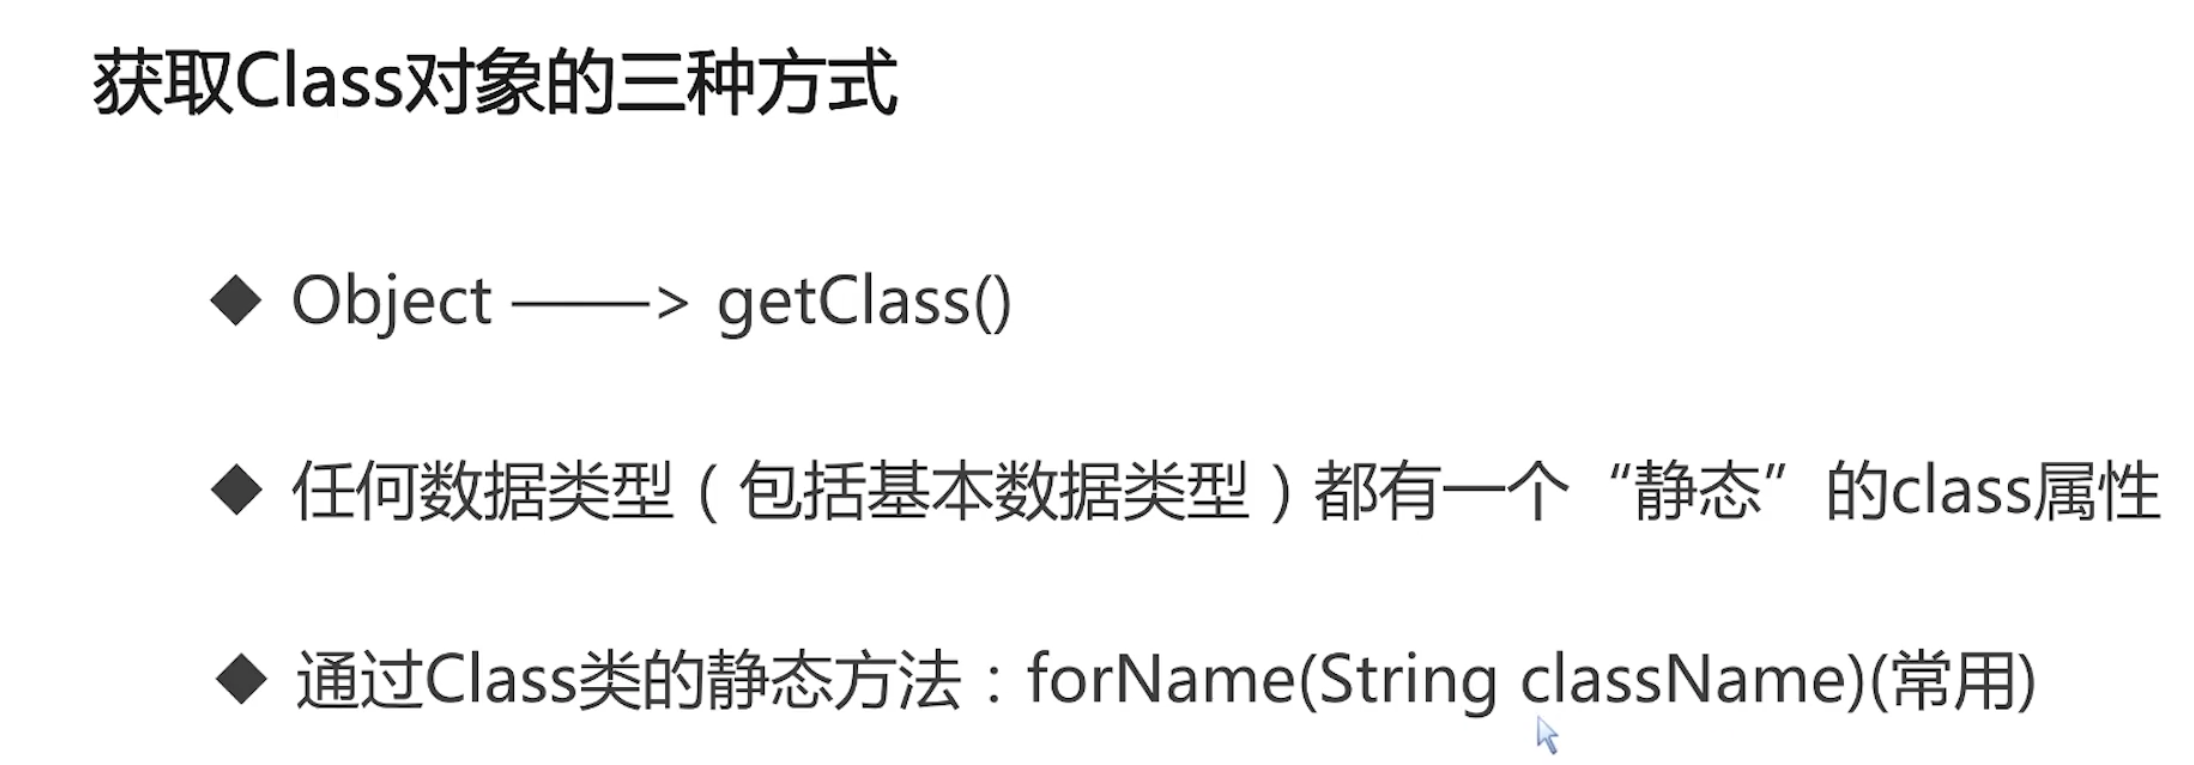 获取Class对象的三种方式
◆ Object ——> getClass()
◆ 任何数据类型（包括基本数据类型）都有一个“静态”的class属性
◆ 通过Class类的静态方法：forName(String className)(常用)